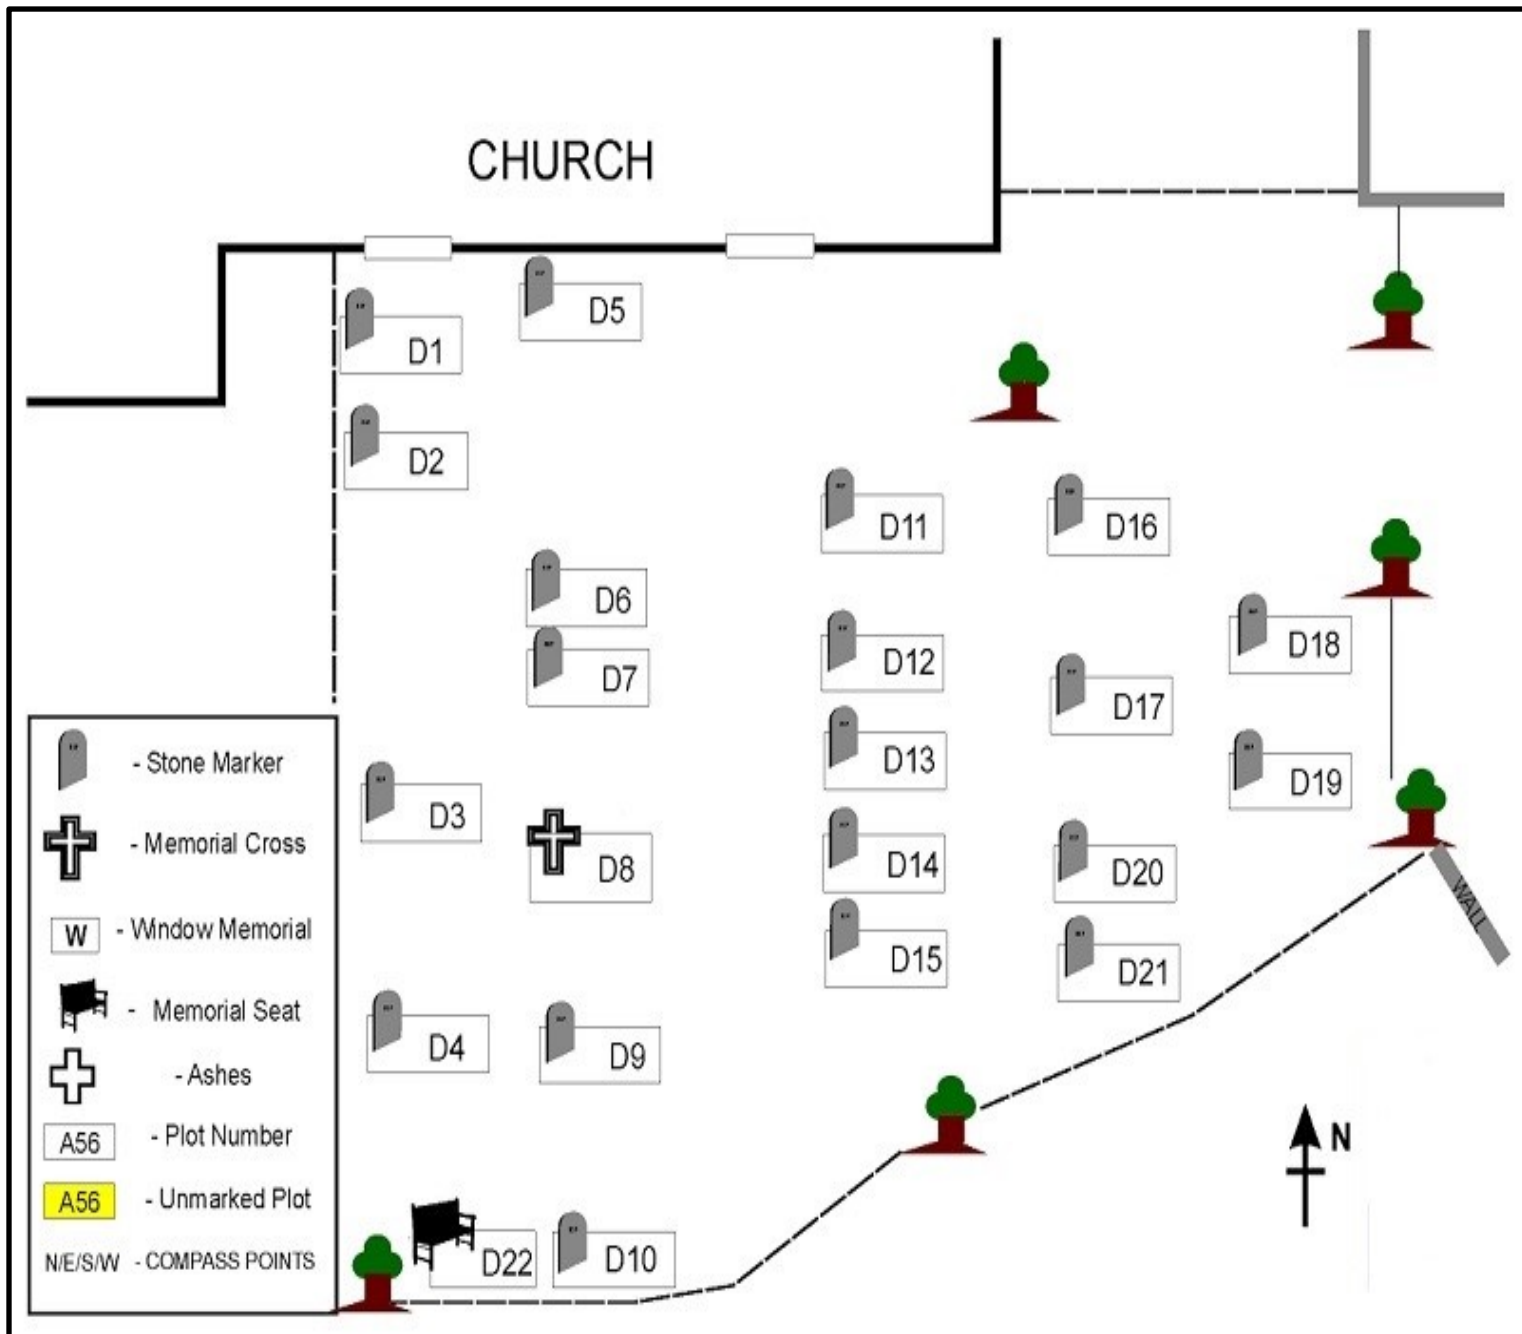 CHURCH
D5
D1
D2
D11
D16
D6
D18
D12
D7
D17
D13
D19
D3
D14
D20
D8
WALL
D15
D21
D4
D9
N
D22
D10
- Stone Marker
- Memorial Cross
W - Window Memorial
- Memorial Seat
- Ashes
A56 - Plot Number
A56 - Unmarked Plot
N/E/S/W - COMPASS POINTS